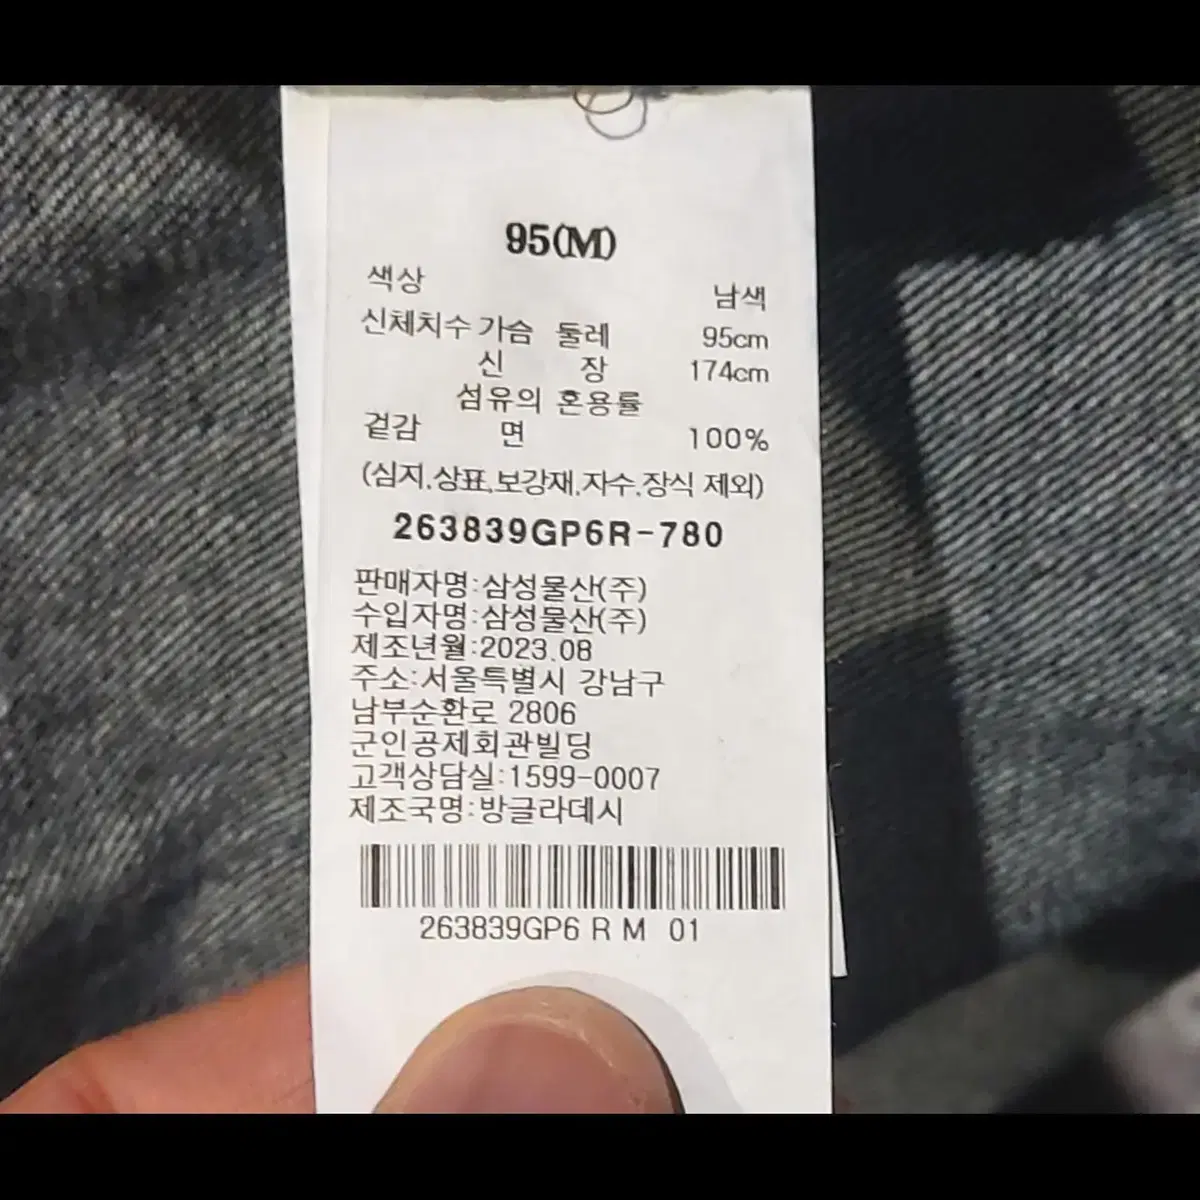 95(M)
색상 남색
신체치수 가슴 둘레 95cm
신 장 174cm
섬유의 혼용률
겉감 면 100%
(심지.상표.보강재.자수.장식 제외)
263839GP6R-780
판매자명:삼성물산(주)
수입자명:삼성물산(주)
제조년월:2023.08
주소:서울특별시 강남구
남부순환로 2806
군인공제회관빌딩
고객상담실:1599-0007
제조국명:방글라데시
263839GP6 R M 01